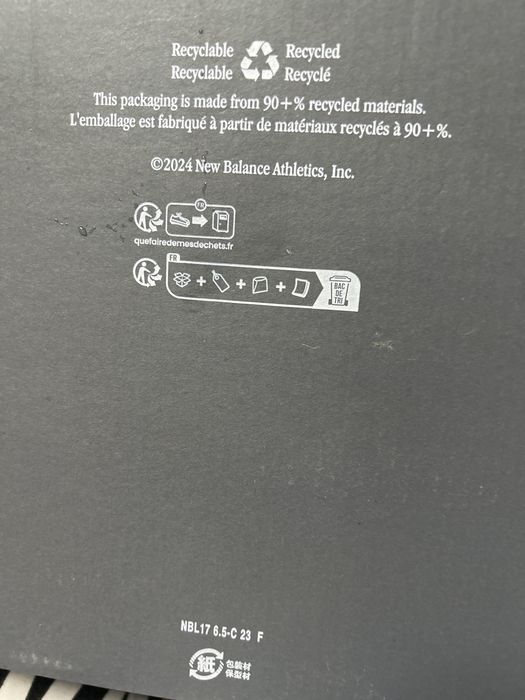 Recyclable Recycled
Recyclable Recyclé
This packaging is made from 90+% recycled materials.
L'emballage est fabriqué à partir de matériaux recyclés à 90+%.
©2024 New Balance Athletics, Inc.
FR
quefairedemesdechets.fr
FR
+ + +
BAC
DE
TRI
NBL17 6.5-C 23 F
紙 包装材
保型材